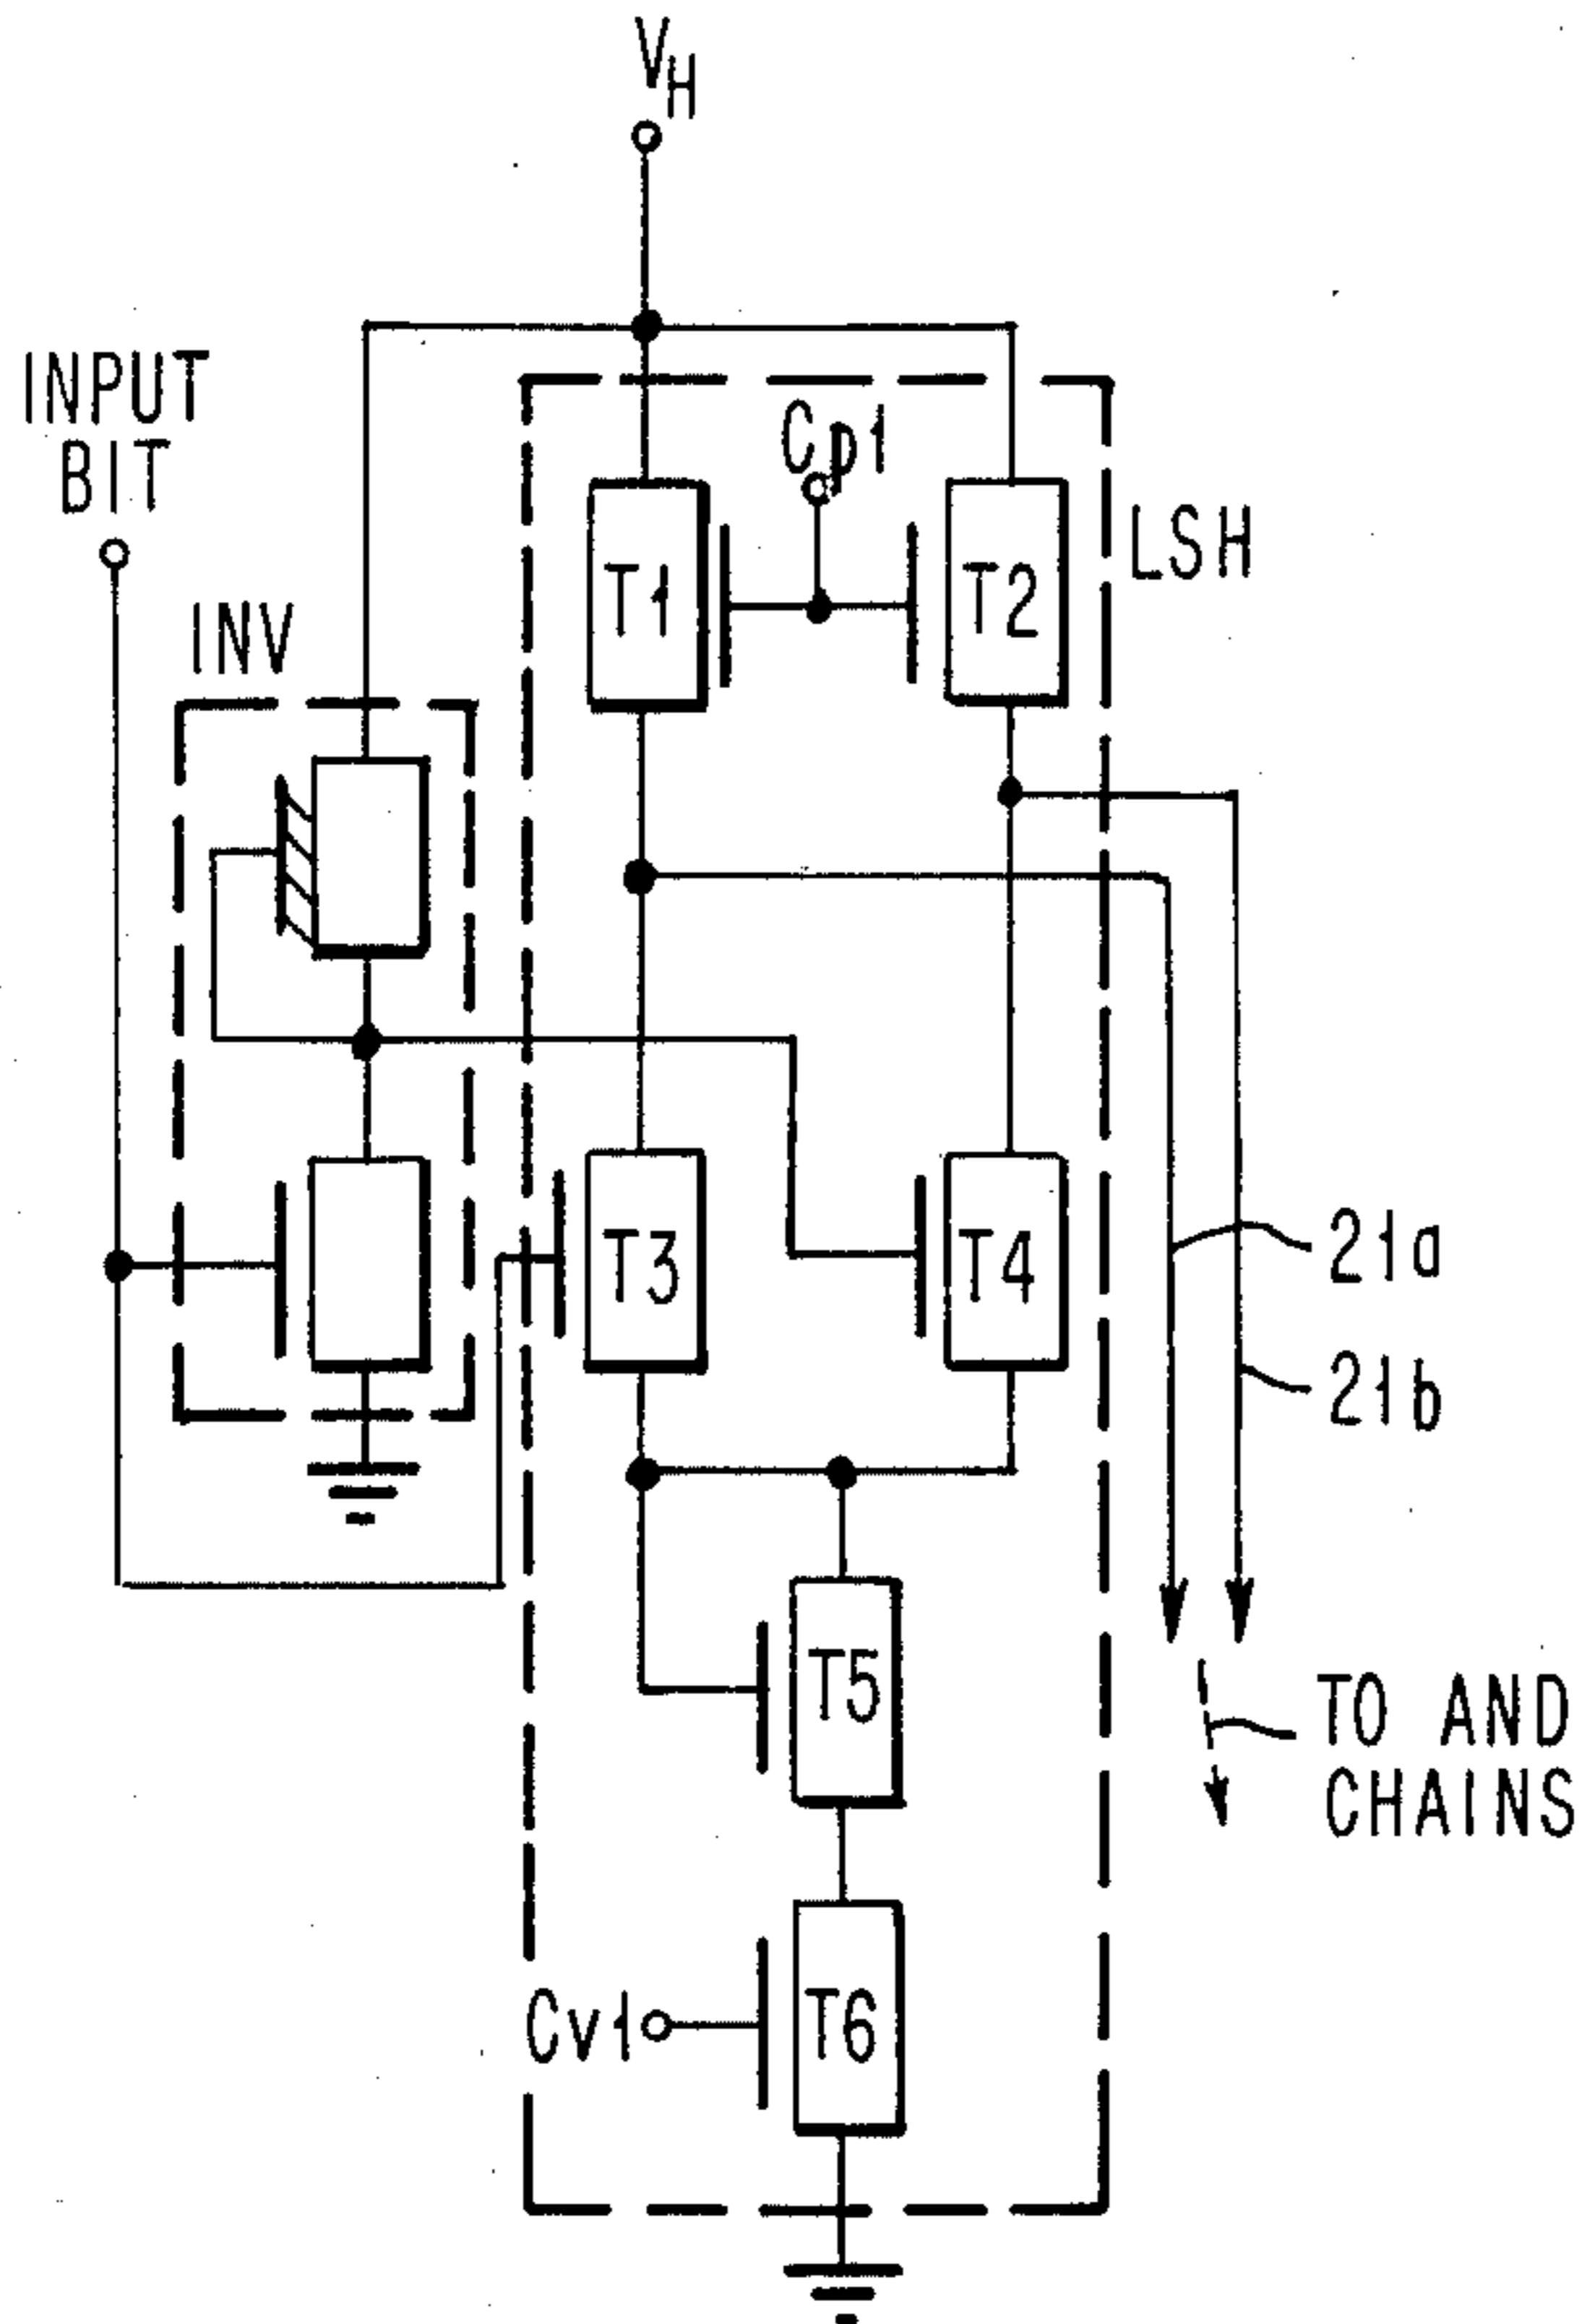 VH
INPUT
BIT
Cp1
LSH
T1
T2
INV
T3
T4
21a
21b
T5
TO AND
CHAINS
Cv1
T6